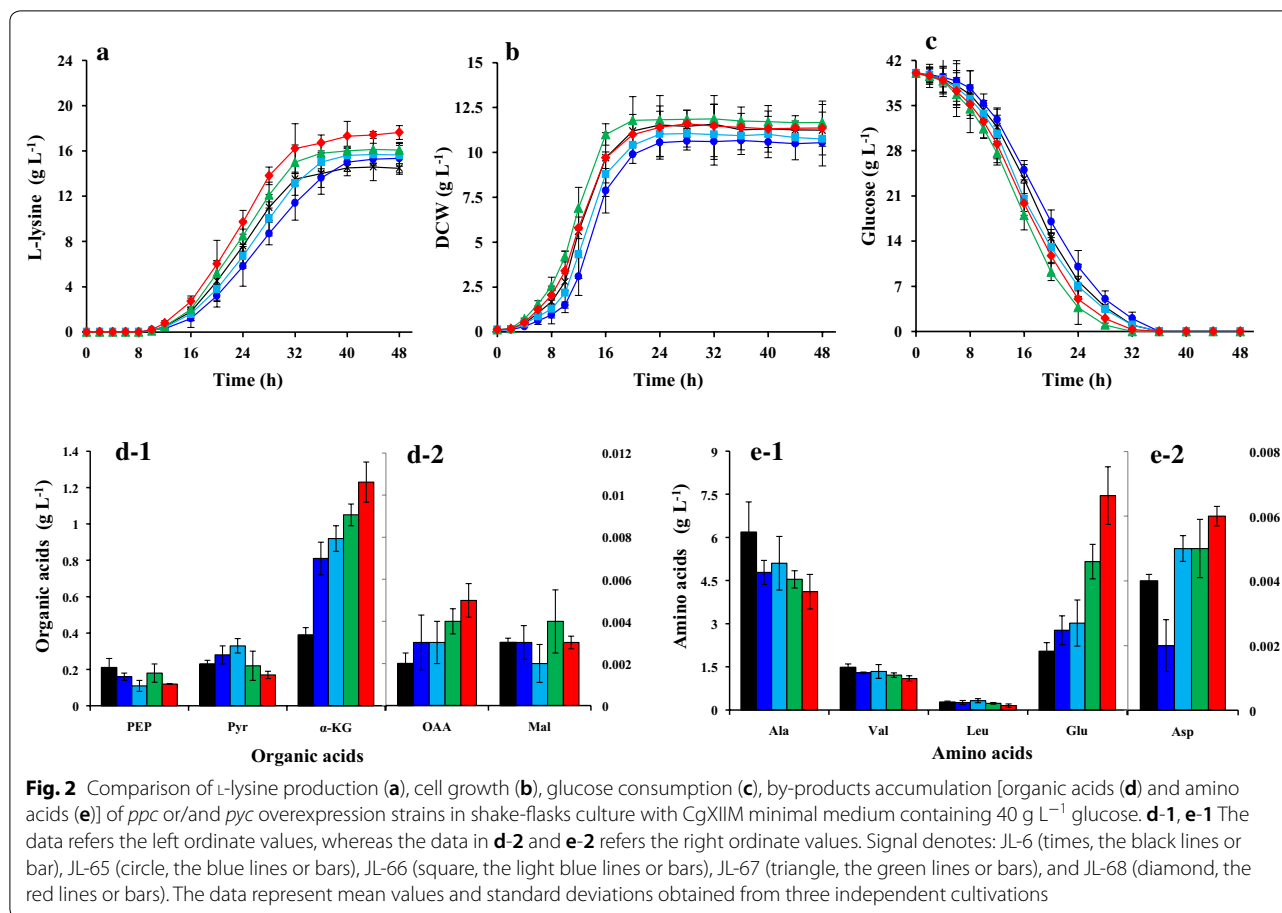 a
24
20
16
12
8
4
0
L-lysine (g L-1)
0 8 16 24 32 40 48
Time (h)
b
15
12.5
10
7.5
5
2.5
0
DCW (g L-1)
0 8 16 24 32 40 48
Time (h)
c
42
35
28
21
14
7
0
Glucose (g L-1)
0 8 16 24 32 40 48
Time (h)
d-1
d-2
1.4
1.2
1
0.8
0.6
0.4
0.2
0
Organic acids (g L-1)
PEP Pyr α-KG OAA Mal
Organic acids
0.012
0.010
0.008
0.006
0.004
0.002
0.000
e-1
e-2
9
7.5
6
4.5
3
1.5
0
Amino acids
(g L-1)
Ala Val Leu Glu Asp
Amino acids
0.008
0.006
0.004
0.002
0.000
Fig. 2 Comparison of L-lysine production (a), cell growth (b), glucose consumption (c), by-products accumulation [organic acids (d) and amino
acids (e)] of ppc or/and pyc overexpression strains in shake-flasks culture with CgXIIM minimal medium containing 40 g L−1 glucose. d-1, e-1 The
data refers the left ordinate values, whereas the data in d-2 and e-2 refers the right ordinate values. Signal denotes: JL-6 (times, the black lines or
bar), JL-65 (circle, the blue lines or bars), JL-66 (square, the light blue lines or bars), JL-67 (triangle, the green lines or bars), and JL-68 (diamond, the
red lines or bars). The data represent mean values and standard deviations obtained from three independent cultivations